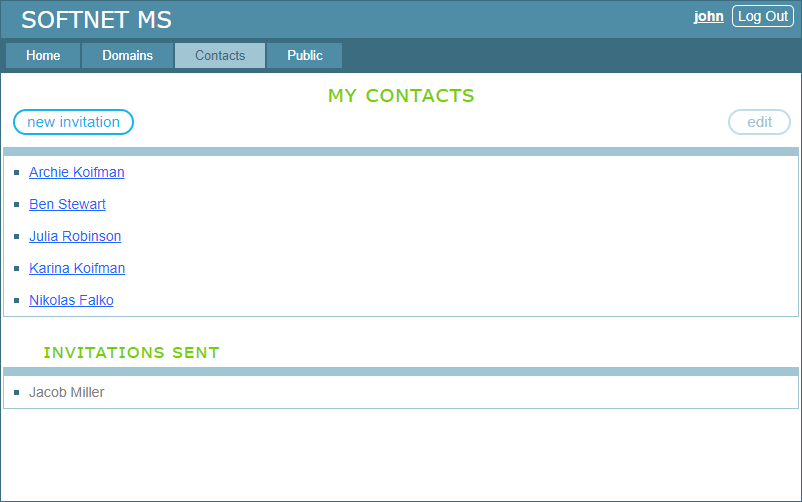 SOFTNET MS
john Log Out
Home Domains Contacts Public
MY CONTACTS
new invitation edit
Archie Koifman
Ben Stewart
Julia Robinson
Karina Koifman
Nikolas Falko
INVITATIONS SENT
Jacob Miller